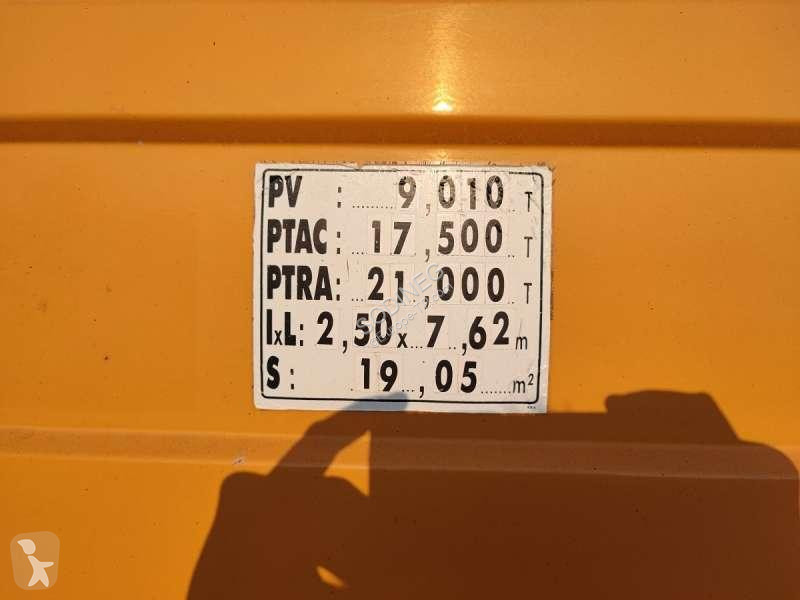 PV : ........ 9 , 010 T
PTAC : ... 17 , 500 .. T
PTRA : ... 21 , 000 .. T
IxL : 2 , 50 x ... 7 .. , 62 m
S : 19 ... , 05 ....... m²